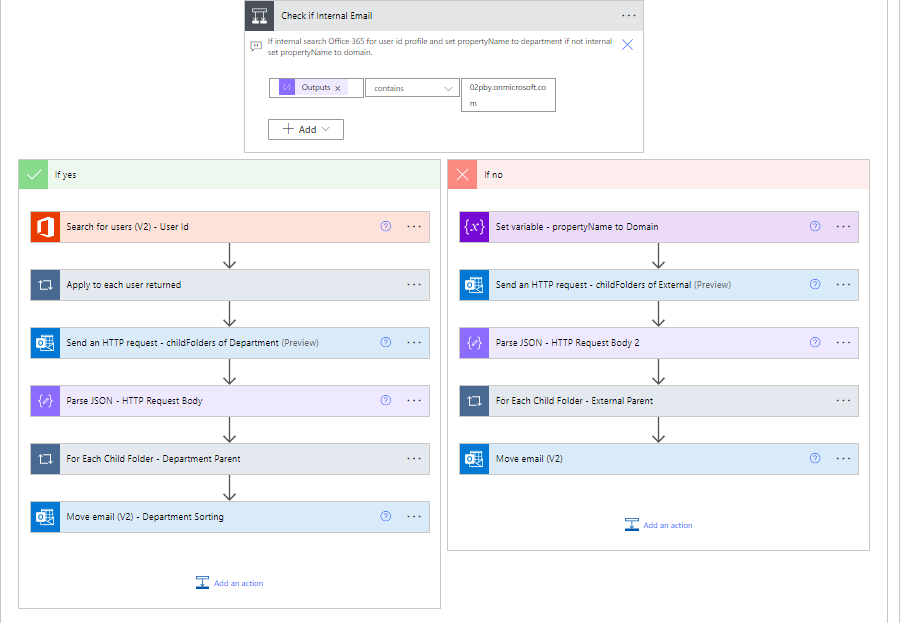 Check if Internal Email
If internal search Office 365 for user id profile and set propertyName to department if not internal
set propertyName to domain.
Outputs x
contains
02pby.onmicrosoft.co
m
Add
If yes
Search for users (V2) - User Id
Apply to each user returned
Send an HTTP request - childFolders of Department (Preview)
Parse JSON - HTTP Request Body
For Each Child Folder - Department Parent
Move email (V2) - Department Sorting
Add an action
If no
Set variable - propertyName to Domain
Send an HTTP request - childFolders of External (Preview)
Parse JSON - HTTP Request Body 2
For Each Child Folder - External Parent
Move email (V2)
Add an action